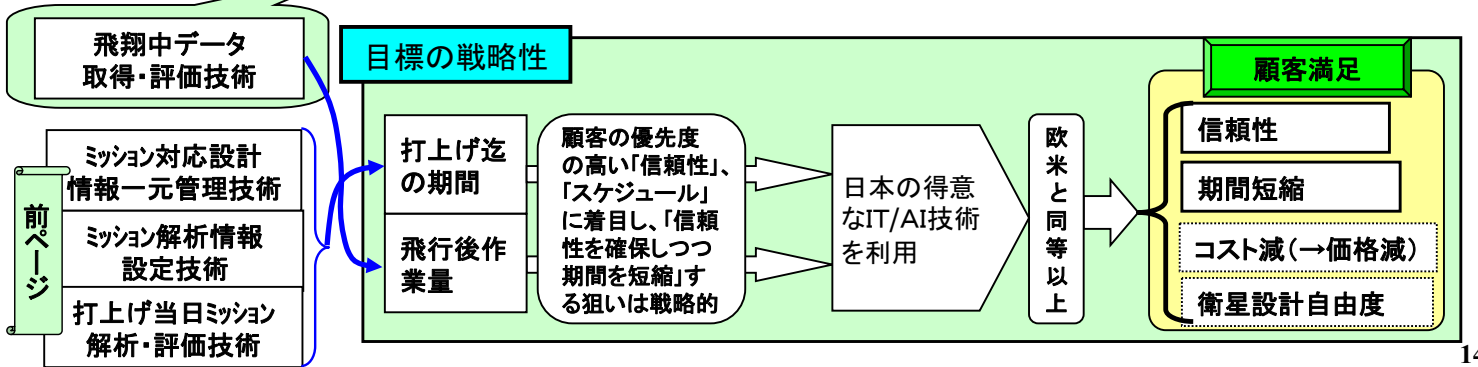 飛翔中データ
取得・評価技術
前ページ
ミッション対応設計
情報一元管理技術
ミッション解析情報
設定技術
打上げ当日ミッション
解析・評価技術
目標の戦略性
打上げ迄
の期間
飛行後作
業量
顧客の優先度
の高い「信頼性」、
「スケジュール」
に着目し、「信頼
性を確保しつつ
期間を短縮」す
る狙いは戦略的
日本の得意
なIT/AI技術
を利用
欧米と同等以上
顧客満足
信頼性
期間短縮
コスト減(→価格減)
衛星設計自由度